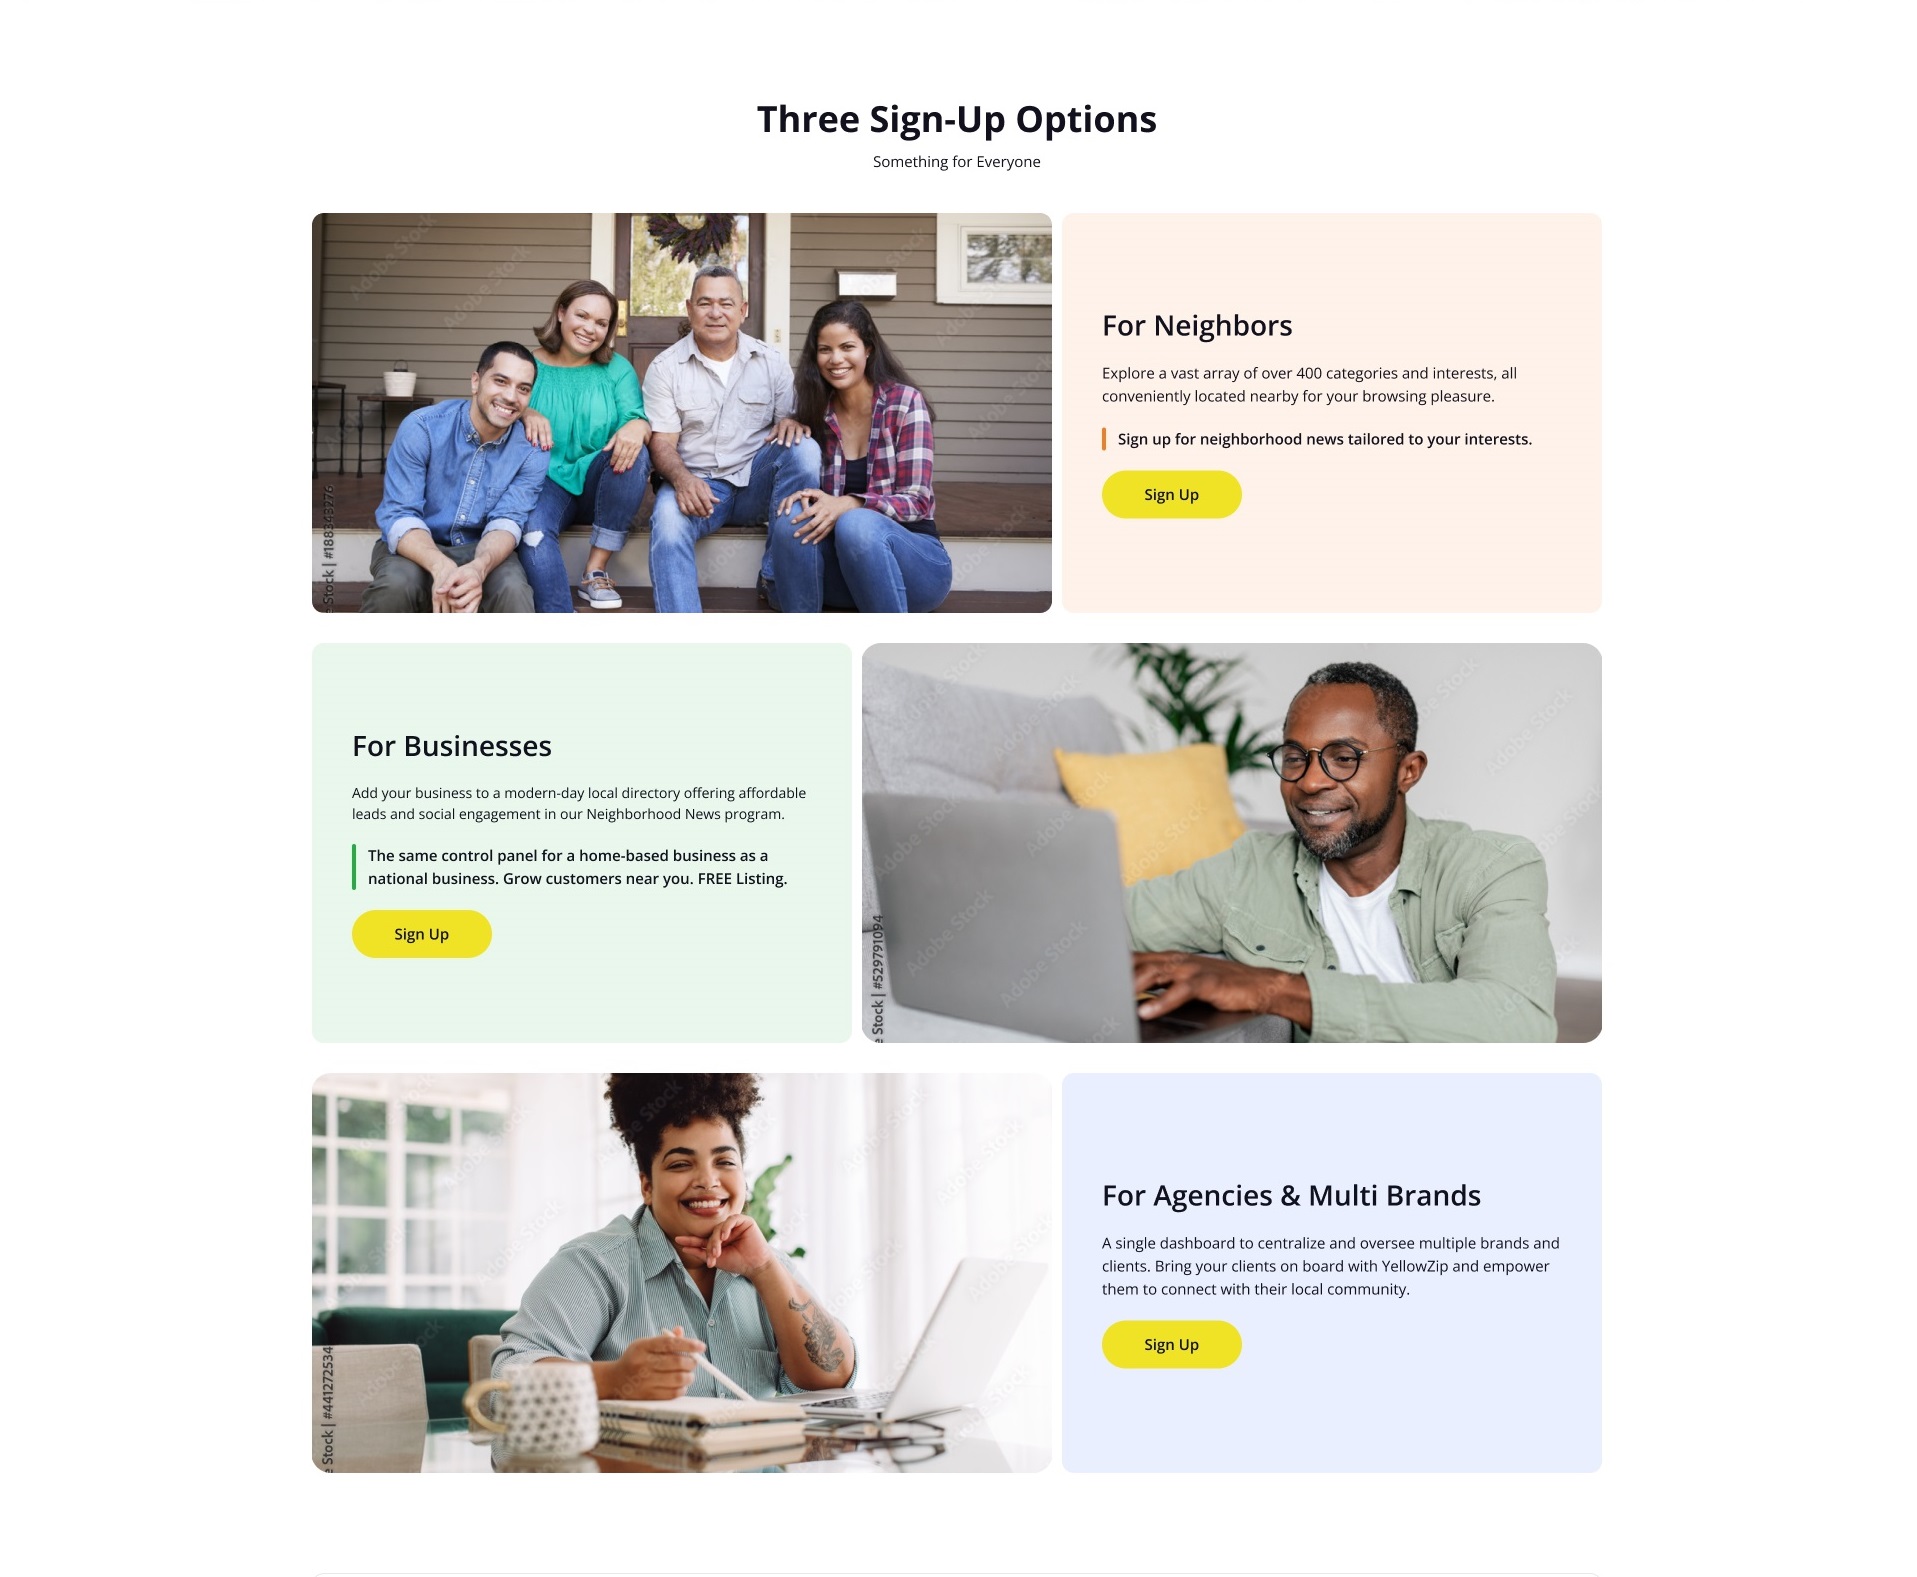 Three Sign-Up Options
Something for Everyone
For Neighbors
Explore a vast array of over 400 categories and interests, all
conveniently located nearby for your browsing pleasure.
Sign up for neighborhood news tailored to your interests.
Sign Up
Stock | #188343276
For Businesses
Add your business to a modern-day local directory offering affordable
leads and social engagement in our Neighborhood News program.
The same control panel for a home-based business as a
national business. Grow customers near you. FREE Listing.
Sign Up
Stock | #529791094
Adobe Stock
Stock | #441272534
For Agencies & Multi Brands
A single dashboard to centralize and oversee multiple brands and
clients. Bring your clients on board with YellowZip and empower
them to connect with their local community.
Sign Up